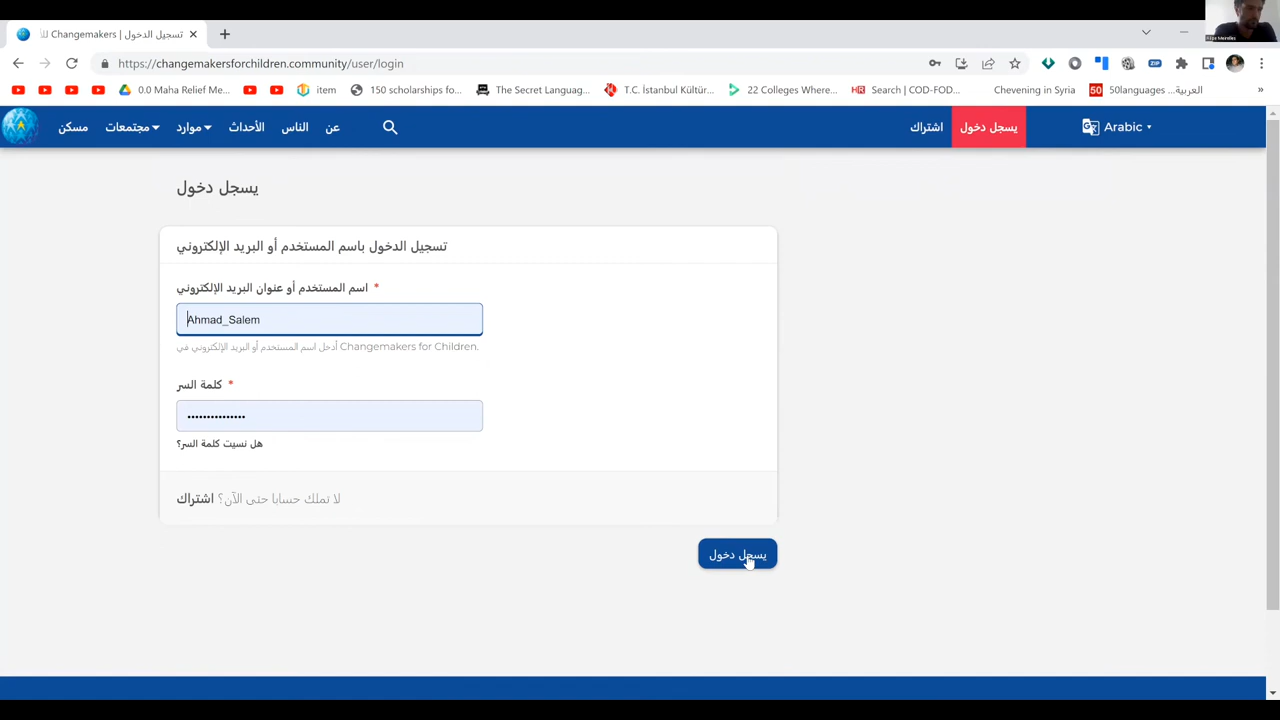 تسجيل الدخول | Changemakers
https://changemakersforchildren.community/user/login
0.0 Maha Relief Me...
item
150 scholarships fo...
The Secret Languag...
T.C. İstanbul Kültür...
22 Colleges Where...
Search | COD-FOD...
Chevening in Syria
50languages العربية...
مسكن
مجتمعات
موارد
الأحداث
الناس
عن
اشتراك
يسجل دخول
Arabic
يسجل دخول
تسجيل الدخول باسم المستخدم أو البريد الإلكتروني
اسم المستخدم أو عنوان البريد الإلكتروني *
Ahmad_Salem
أدخل اسم المستخدم أو البريد الإلكتروني في Changemakers for Children.
كلمة السر *
•••••••••••••••
هل نسيت كلمة السر؟
لا تملك حسابا حتى الآن؟ اشتراك
يسجل دخول